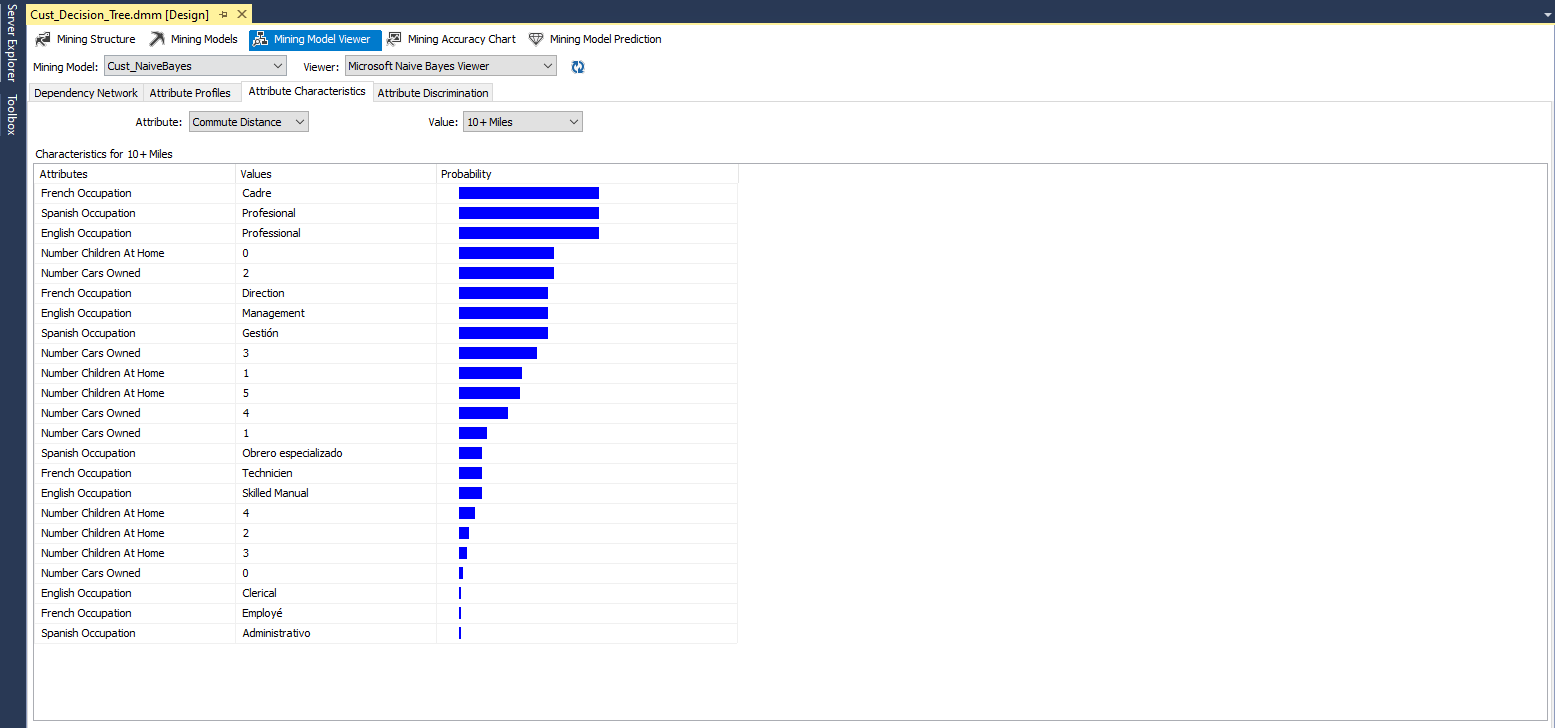 Server Explorer
Toolbox
Cust_Decision_Tree.dmm [Design]
Mining Structure Mining Models Mining Model Viewer Mining Accuracy Chart Mining Model Prediction
Mining Model: Cust_NaiveBayes Viewer: Microsoft Naive Bayes Viewer
Dependency Network Attribute Profiles Attribute Characteristics Attribute Discrimination
Attribute: Commute Distance Value: 10+ Miles
Characteristics for 10+ Miles
Attributes Values Probability
French Occupation Cadre
Spanish Occupation Profesional
English Occupation Professional
Number Children At Home 0
Number Cars Owned 2
French Occupation Direction
English Occupation Management
Spanish Occupation Gestión
Number Cars Owned 3
Number Children At Home 1
Number Children At Home 5
Number Cars Owned 4
Number Cars Owned 1
Spanish Occupation Obrero especializado
French Occupation Technicien
English Occupation Skilled Manual
Number Children At Home 4
Number Children At Home 2
Number Children At Home 3
Number Cars Owned 0
English Occupation Clerical
French Occupation Employé
Spanish Occupation Administrativo